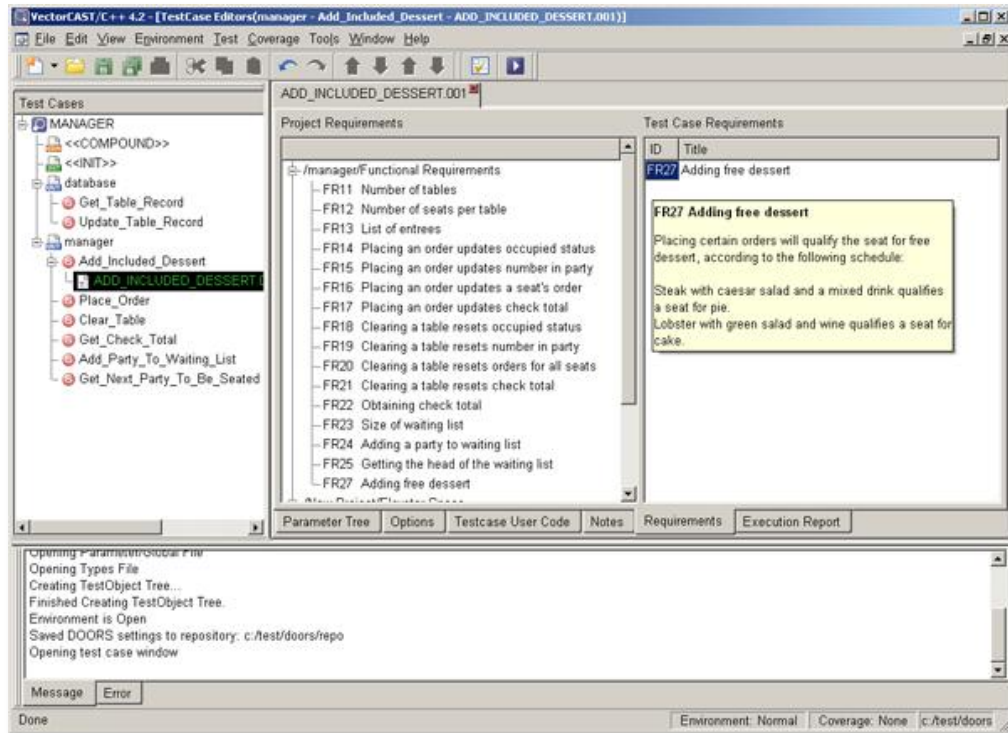 VectorCAST/C++ 4.2 - [TestCase Editors(manager - Add_Included_Dessert - ADD_INCLUDED_DESSERT.001)]
File Edit View Environment Test Coverage Tools Window Help
Test Cases
MANAGER
<<COMPOUND>>
<<INIT>>
database
Get_Table_Record
Update_Table_Record
manager
Add_Included_Dessert
ADD_INCLUDED_DESSERT.0
Place_Order
Clear_Table
Get_Check_Total
Add_Party_To_Waiting_List
Get_Next_Party_To_Be_Seated
ADD_INCLUDED_DESSERT.001
Project Requirements
/manager/Functional Requirements
FR11 Number of tables
FR12 Number of seats per table
FR13 List of entrees
FR14 Placing an order updates occupied status
FR15 Placing an order updates number in party
FR16 Placing an order updates a seat's order
FR17 Placing an order updates check total
FR18 Clearing a table resets occupied status
FR19 Clearing a table resets number in party
FR20 Clearing a table resets orders for all seats
FR21 Clearing a table resets check total
FR22 Obtaining check total
FR23 Size of waiting list
FR24 Adding a party to waiting list
FR25 Getting the head of the waiting list
FR27 Adding free dessert
Test Case Requirements
ID Title
FR27 Adding free dessert
FR27 Adding free dessert
Placing certain orders will qualify the seat for free
dessert, according to the following schedule:
Steak with caesar salad and a mixed drink qualifies
a seat for pie.
Lobster with green salad and wine qualifies a seat for
cake.
Parameter Tree Options Testcase User Code Notes Requirements Execution Report
Opening Parameter/Global File
Opening Types File
Creating TestObject Tree...
Finished Creating TestObject Tree.
Environment is Open
Saved DOORS settings to repository: c:/test/doors/repo
Opening test case window
Message Error
Done
Environment: Normal Coverage: None c:/test/doors